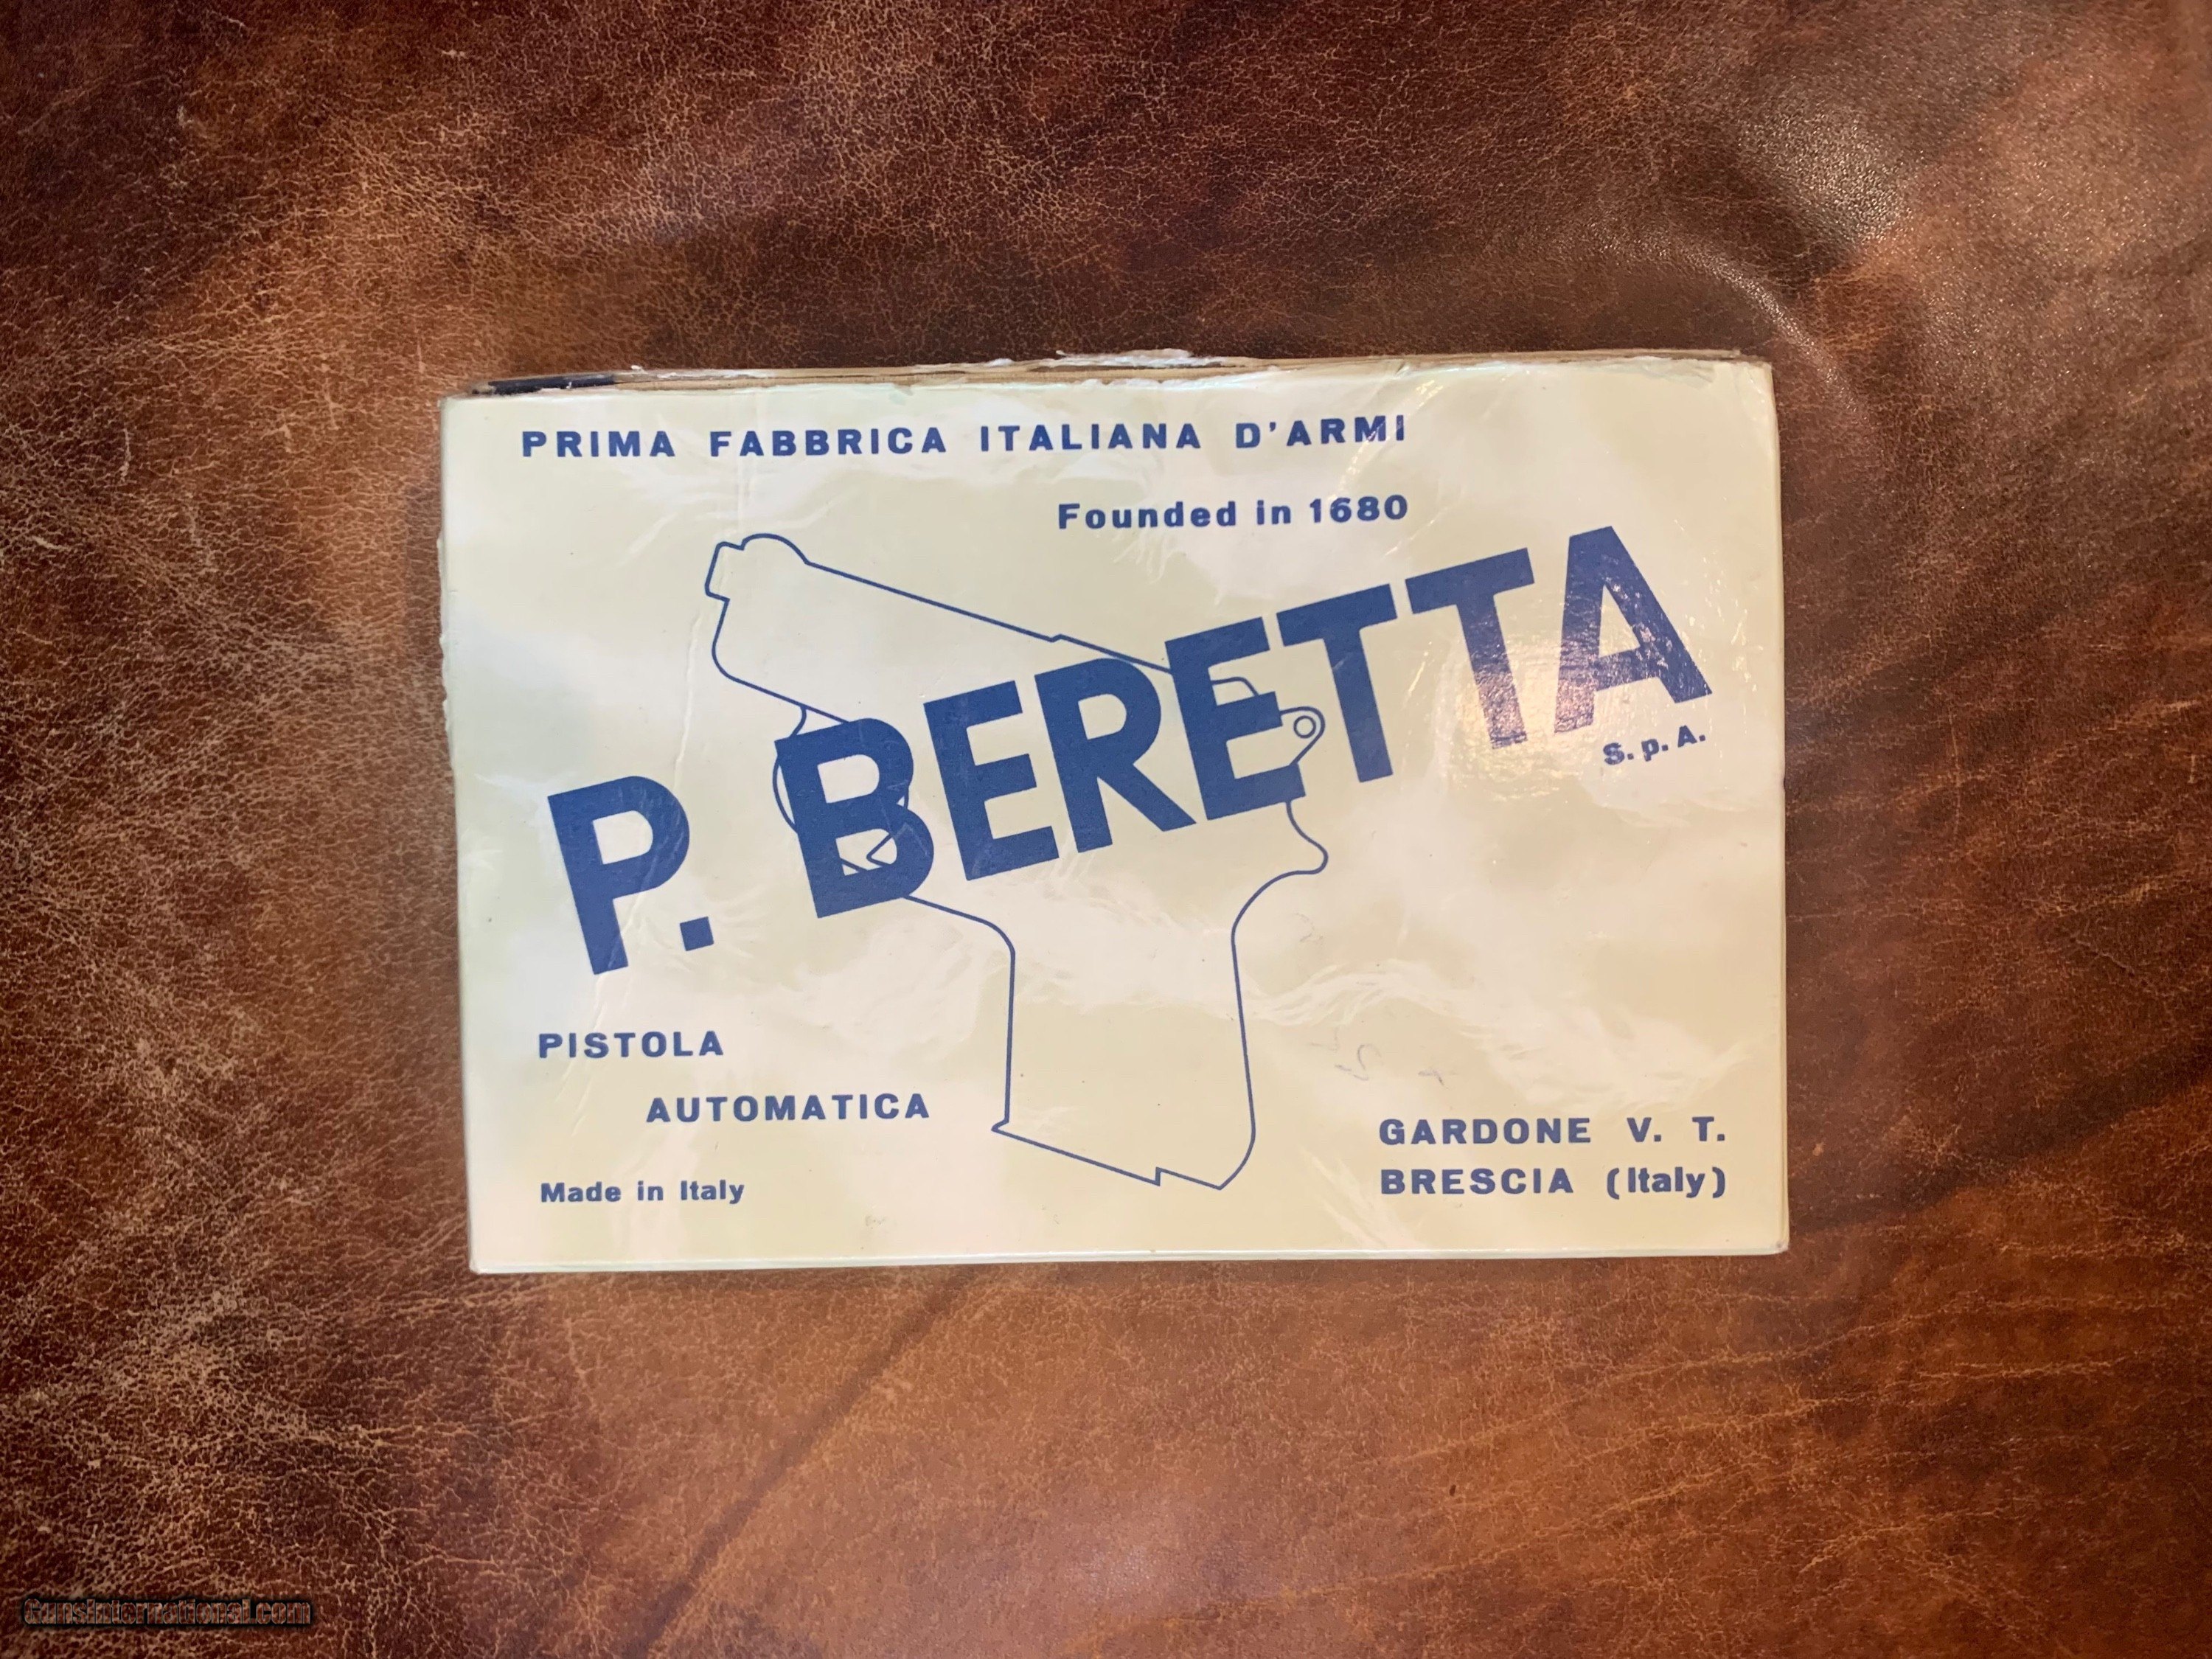 PRIMA FABBRICA ITALIANA D'ARMI
Founded in 1680
P. BERETTA
S.p.A.
PISTOLA
AUTOMATICA
Made in Italy
GARDONE V. T.
BRESCIA (Italy)
GunsInternational.com